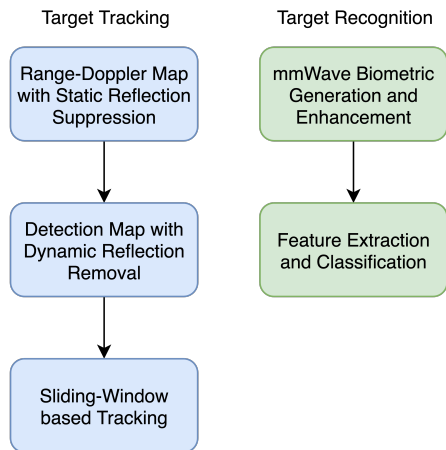 Target Tracking
Range-Doppler Map
with Static Reflection
Suppression
Detection Map with
Dynamic Reflection
Removal
Sliding-Window
based Tracking
Target Recognition
mmWave Biometric
Generation and
Enhancement
Feature Extraction
and Classification